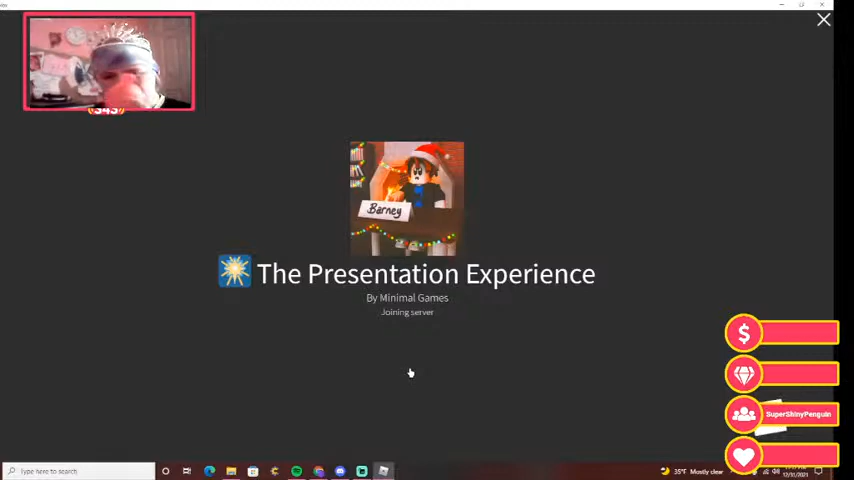 Barney
The Presentation Experience
By Minimal Games
Joining server
$
SuperShinyPenguin
Type here to search
35°F Mostly clear